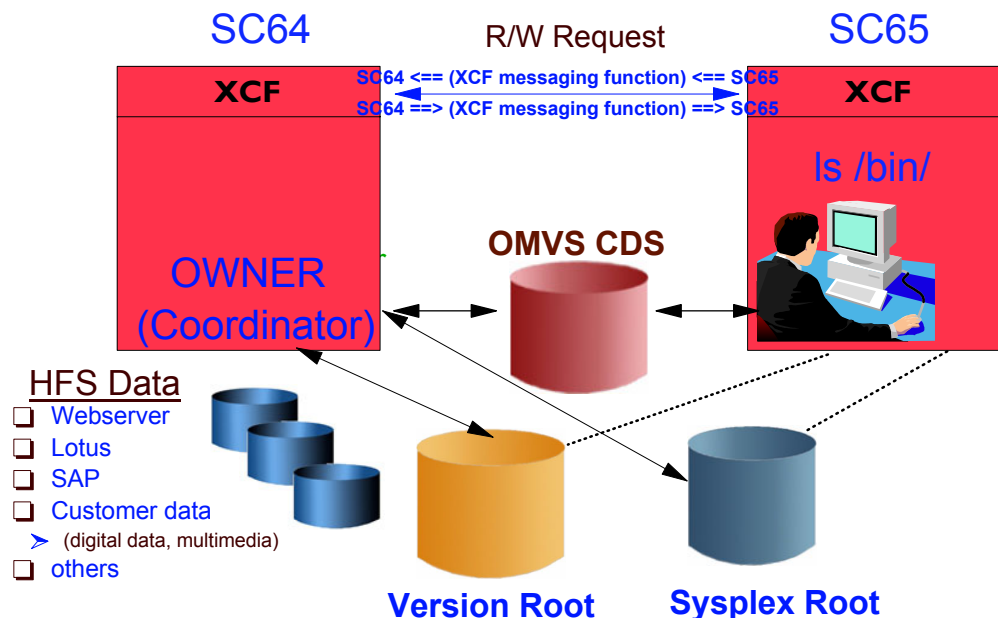 SC64
R/W Request
SC65
XCF
SC64 <== (XCF messaging function) <== SC65
SC64 ==> (XCF messaging function) ==> SC65
XCF
ls /bin/
OMVS CDS
OWNER
(Coordinator)
HFS Data
Webserver
Lotus
SAP
Customer data
(digital data, multimedia)
others
Version Root
Sysplex Root